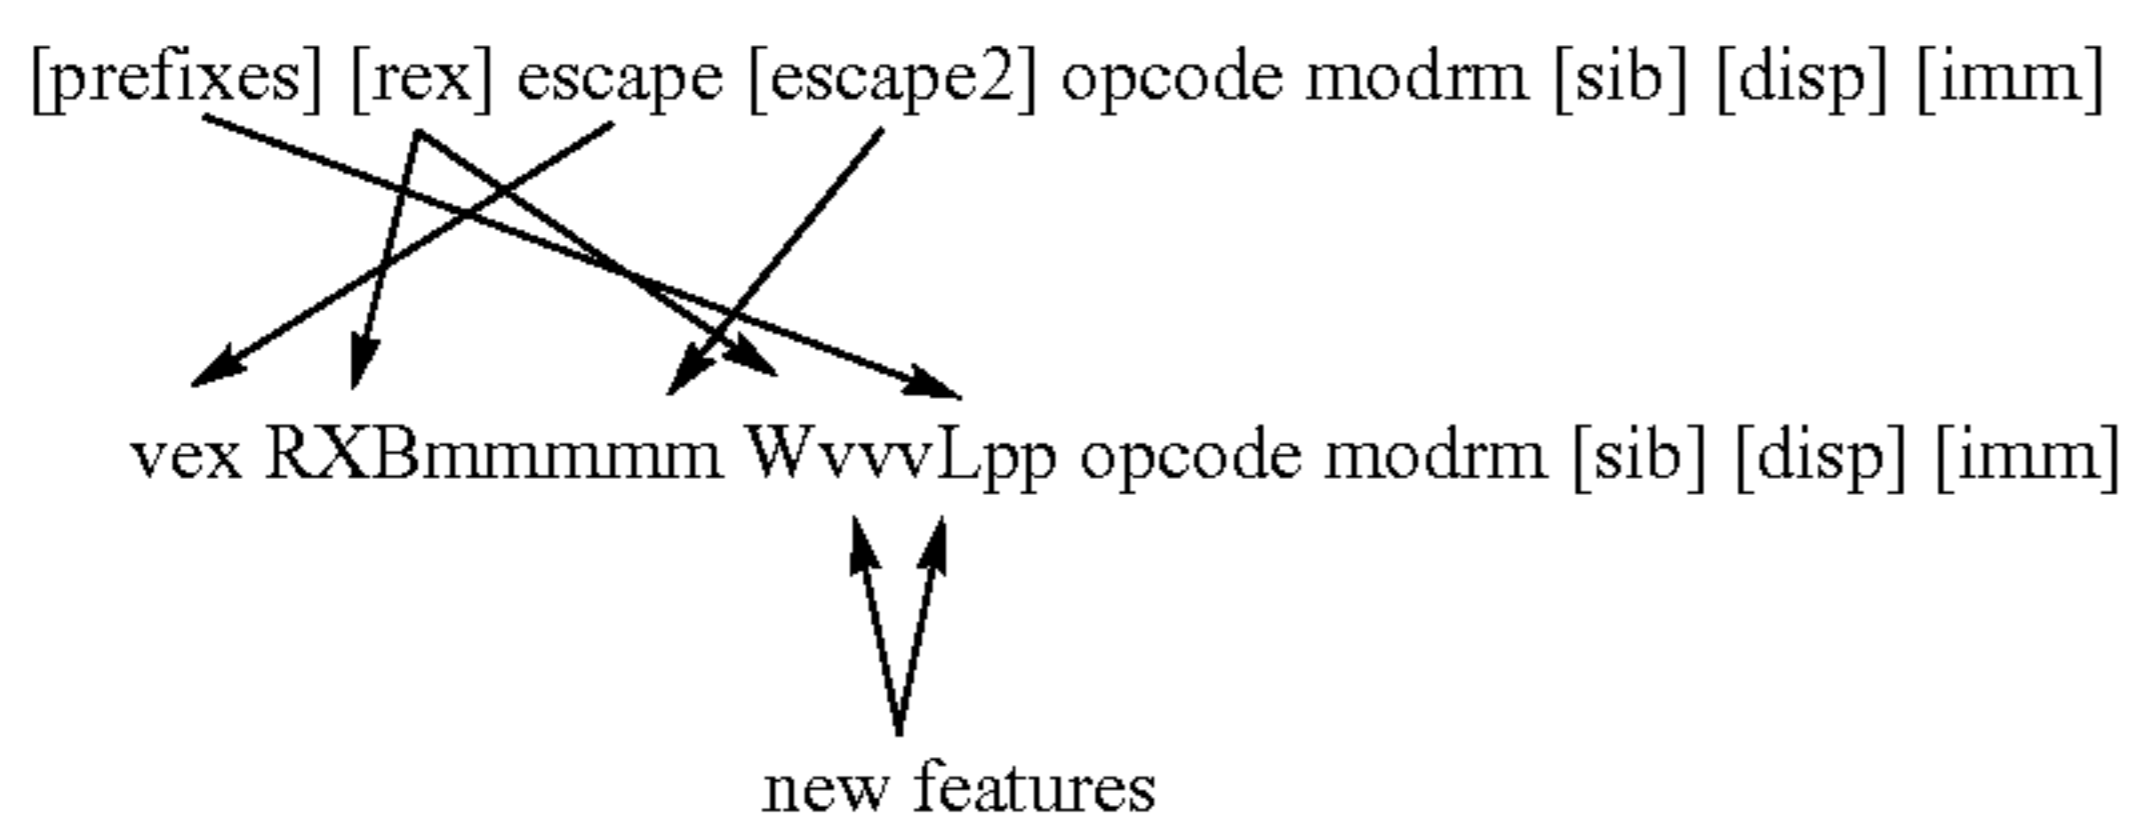 [prefixes] [rex] escape [escape2] opcode modrm [sib] [disp] [imm]
vex RXBmmmmm WvvvLpp opcode modrm [sib] [disp] [imm]
new features